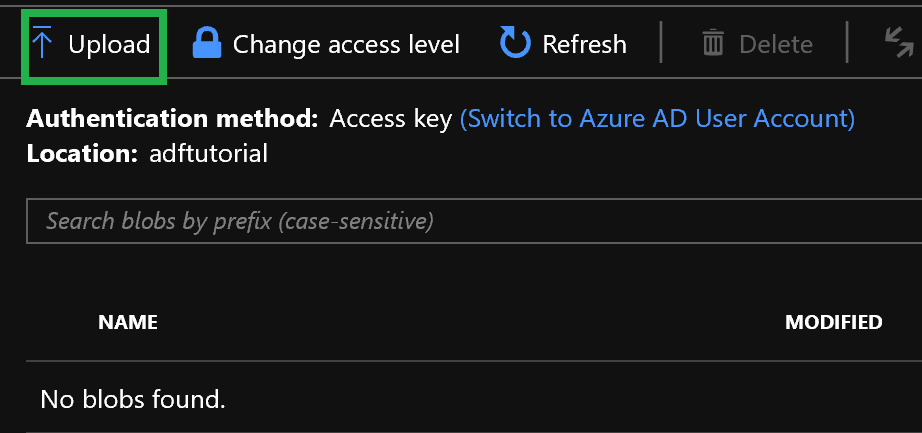 Upload Change access level Refresh Delete
Authentication method: Access key (Switch to Azure AD User Account)
Location: adftutorial
Search blobs by prefix (case-sensitive)
NAME MODIFIED
No blobs found.